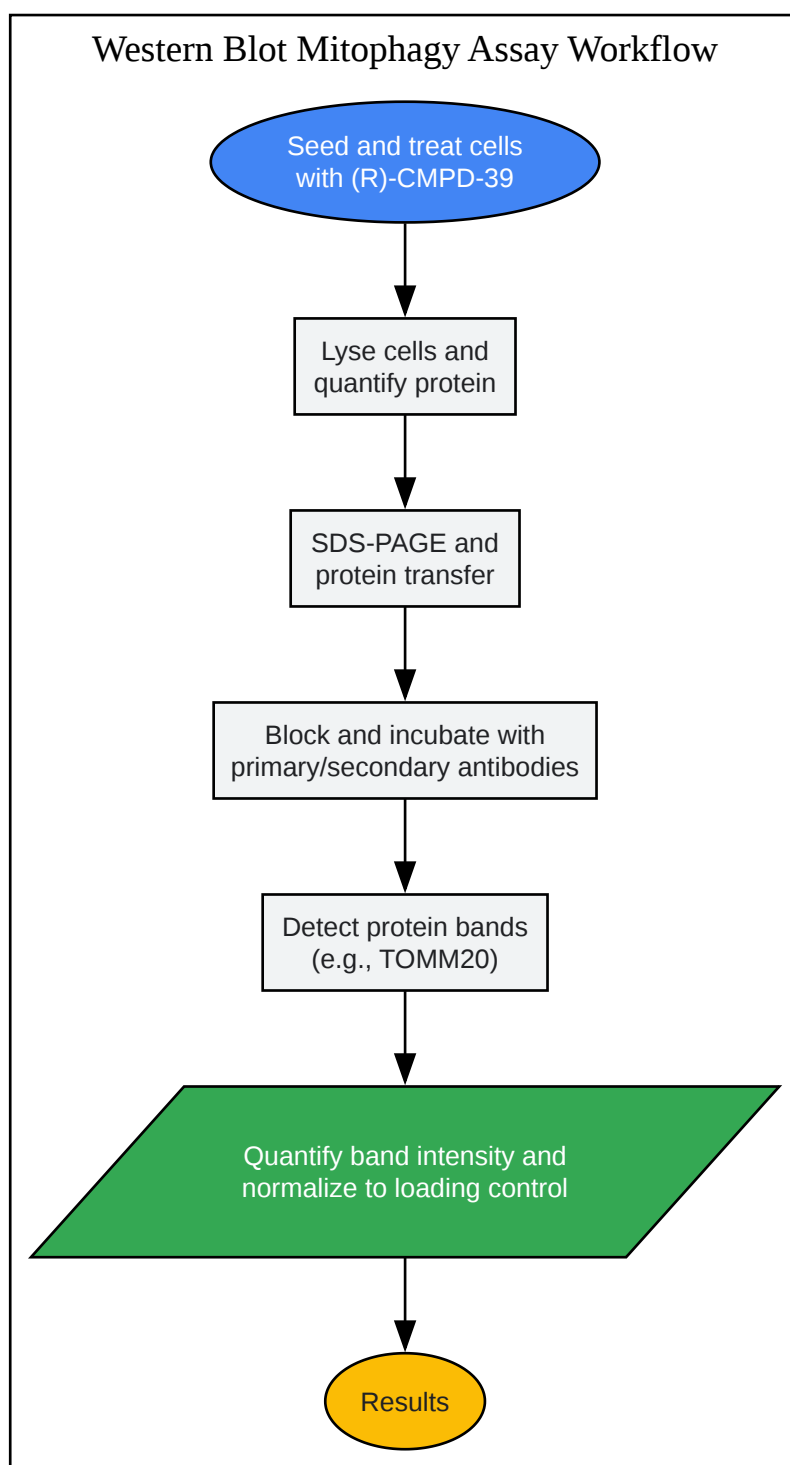 Western Blot Mitophagy Assay Workflow
Seed and treat cells
with (R)-CMPD-39
Lyse cells and
quantify protein
SDS-PAGE and
protein transfer
Block and incubate with
primary/secondary antibodies
Detect protein bands
(e.g., TOMM20)
Quantify band intensity and
normalize to loading control
Results